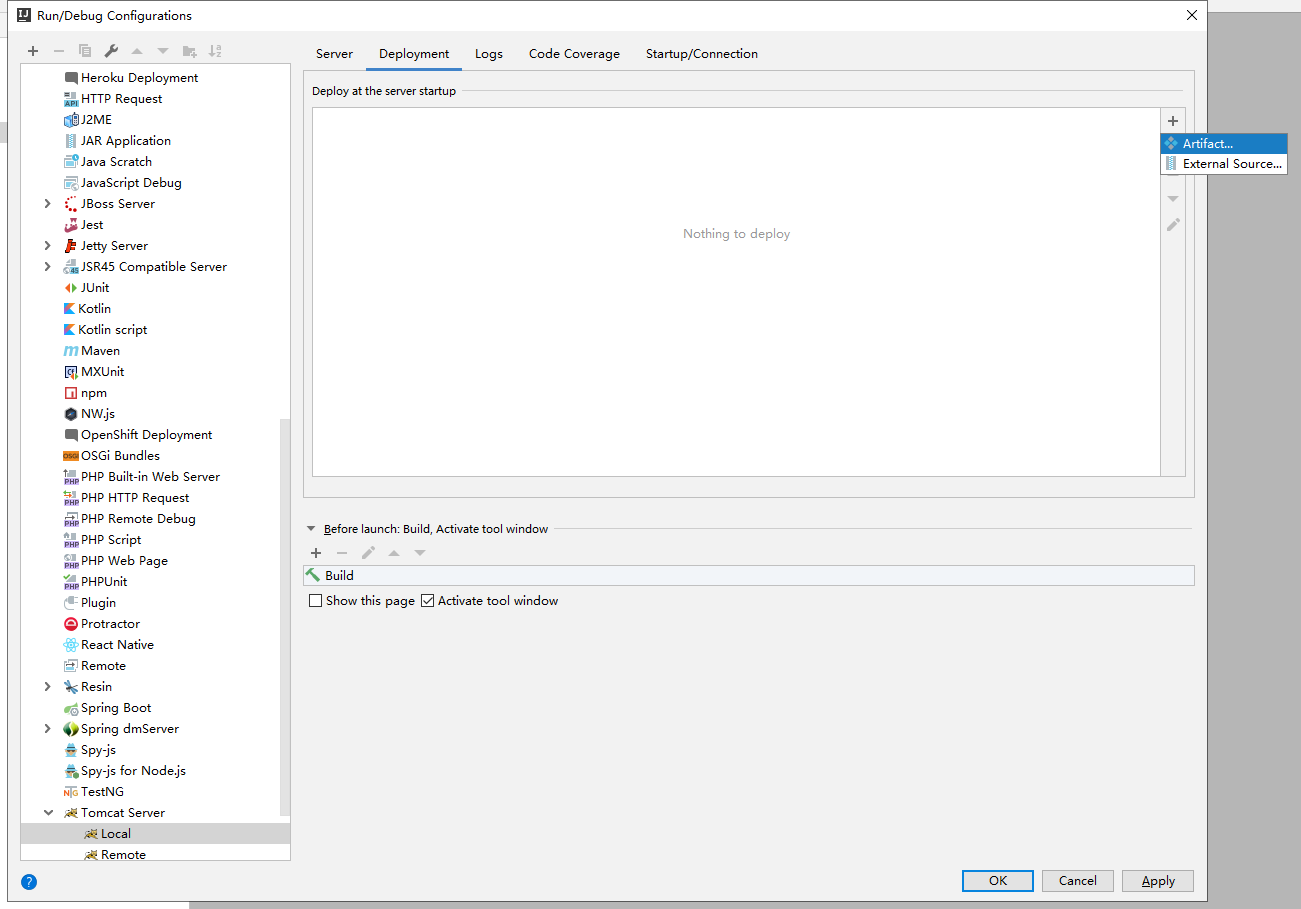 Run/Debug Configurations
Server Deployment Logs Code Coverage Startup/Connection
Heroku Deployment
HTTP Request
J2ME
JAR Application
Java Scratch
JavaScript Debug
JBoss Server
Jest
Jetty Server
JSR45 Compatible Server
JUnit
Kotlin
Kotlin script
Maven
MXUnit
npm
NW.js
OpenShift Deployment
OSGi Bundles
PHP Built-in Web Server
PHP HTTP Request
PHP Remote Debug
PHP Script
PHP Web Page
PHPUnit
Plugin
Protractor
React Native
Remote
Resin
Spring Boot
Spring dmServer
Spy-js
Spy-js for Node.js
TestNG
Tomcat Server
Local
Remote
Deploy at the server startup
Artifact...
External Source...
Nothing to deploy
Before launch: Build, Activate tool window
Build
Show this page Activate tool window
? OK Cancel Apply